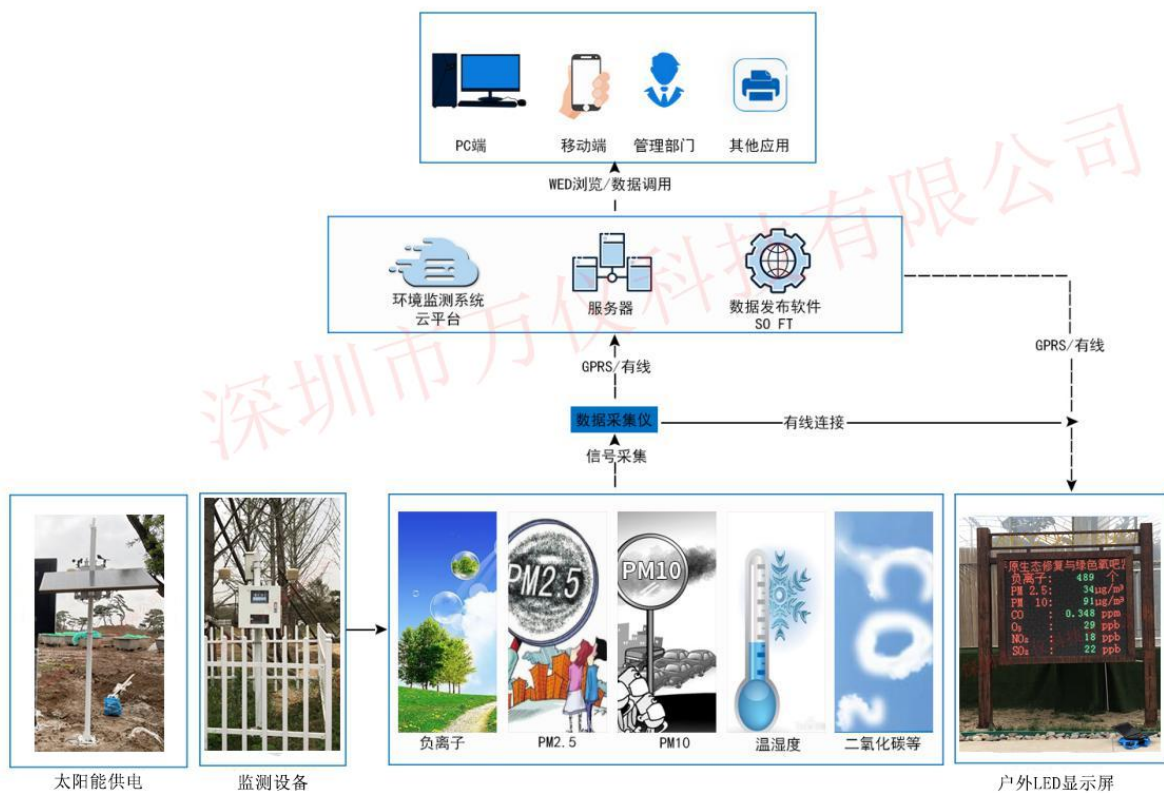 PC端
移动端
管理部门
其他应用
WED浏览/数据调用
环境监测系统
云平台
服务器
数据发布软件
SO FT
GPRS/有线
GPRS/有线
数据采集仪
有线连接
信号采集
PM2.5
PM10
CO2
原生态修复与绿色氧吧
负离子: 489 个
PM 2.5: 34ug/m³
PM 10: 91ug/m³
CO : 0.348 ppm
O₃ : 29 ppb
NO₂ : 18 ppb
SO₂ : 22 ppb
负离子
PM2.5
PM10
温湿度
二氧化碳等
太阳能供电
监测设备
户外LED显示屏
深圳市万仪科技有限公司